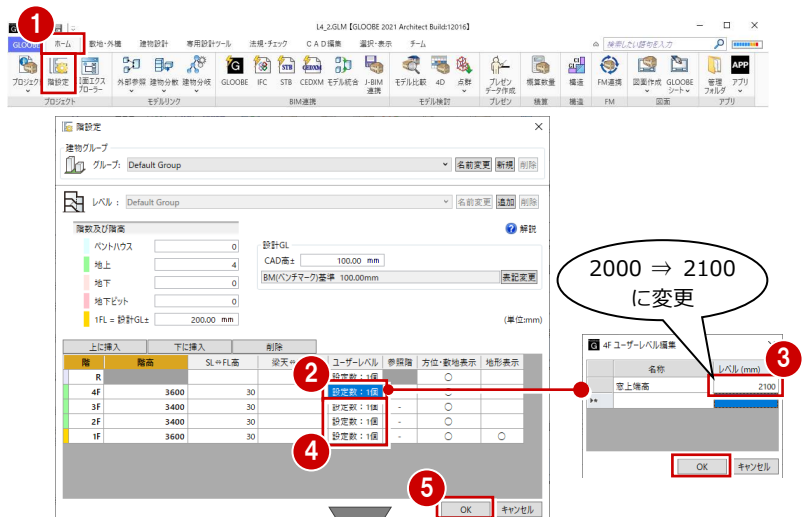 1
L4_2.GLM【GLOOBE 2021 Architect Build:12016】
GLOOBE ホーム 敷地・外構 建物設計 専用設計ツール 法規・チェック CAD編集 選択・表示 チーム 検索したい語句を入力
プロジェクト 階設定 図面エクスプローラー 外部参照 建物分散 建物分岐 GLOOBE IFC STB CEDXM モデル統合 J-BIM連携 モデル比較 4D 点群 プレゼンデータ作成 概算数量 構造 FM連携 図面作成 GLOOBEシート 管理フォルダ アプリ
プロジェクト モデルリンク BIM連携 モデル検討 プレゼン 積算 構造 FM 図面 アプリ
階設定
建物グループ
グループ: Default Group 名前変更 新規 削除
レベル : Default Group 名前変更 追加 削除
階数及び階高 解説
ペントハウス 0
地上 4
地下 0
地下ピット 0
1FL = 設計GL± 200.00 mm
設計GL
CAD高± 100.00 mm
BM(ベンチマーク)基準 100.00mm 表記変更
(単位:mm)
上に挿入 下に挿入 削除
階 階高 SL⇔FL高 梁天⇔ ユーザーレベル 参照階 方位・敷地表示 地形表示
R 設定数：1個 ○
4F 3600 30 設定数：1個
3F 3400 30 設定数：1個 - ○
2F 3400 30 設定数：1個 - ○
1F 3600 30 設定数：1個 - ○ ○
2
4
5
OK キャンセル
2000 ⇒ 2100
に変更
4F ユーザーレベル編集
3
名称 レベル (mm)
窓上端高 2100
OK キャンセル